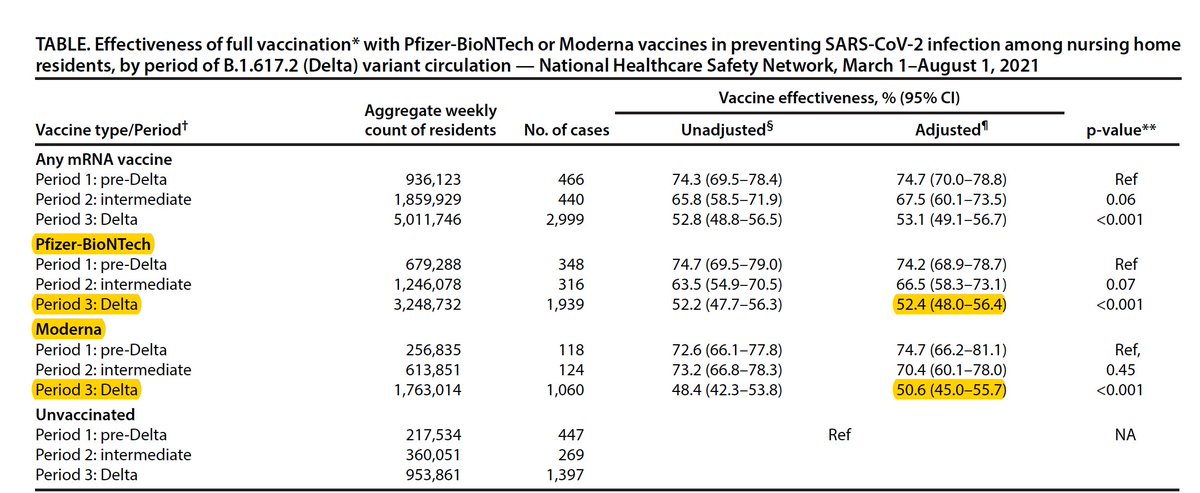 TABLE. Effectiveness of full vaccination* with Pfizer-BioNTech or Moderna vaccines in preventing SARS-CoV-2 infection among nursing home
residents, by period of B.1.617.2 (Delta) variant circulation — National Healthcare Safety Network, March 1–August 1, 2021
Vaccine effectiveness, % (95% CI)
Aggregate weekly
Vaccine type/Period† count of residents No. of cases Unadjusted§ Adjusted¶ p-value**
Any mRNA vaccine
Period 1: pre-Delta 936,123 466 74.3 (69.5–78.4) 74.7 (70.0–78.8) Ref
Period 2: intermediate 1,859,929 440 65.8 (58.5–71.9) 67.5 (60.1–73.5) 0.06
Period 3: Delta 5,011,746 2,999 52.8 (48.8–56.5) 53.1 (49.1–56.7) <0.001
Pfizer-BioNTech
Period 1: pre-Delta 679,288 348 74.7 (69.5–79.0) 74.2 (68.9–78.7) Ref
Period 2: intermediate 1,246,078 316 63.5 (54.9–70.5) 66.5 (58.3–73.1) 0.07
Period 3: Delta 3,248,732 1,939 52.2 (47.7–56.3) 52.4 (48.0–56.4) <0.001
Moderna
Period 1: pre-Delta 256,835 118 72.6 (66.1–77.8) 74.7 (66.2–81.1) Ref,
Period 2: intermediate 613,851 124 73.2 (66.8–78.3) 70.4 (60.1–78.0) 0.45
Period 3: Delta 1,763,014 1,060 48.4 (42.3–53.8) 50.6 (45.0–55.7) <0.001
Unvaccinated
Period 1: pre-Delta 217,534 447 Ref NA
Period 2: intermediate 360,051 269
Period 3: Delta 953,861 1,397